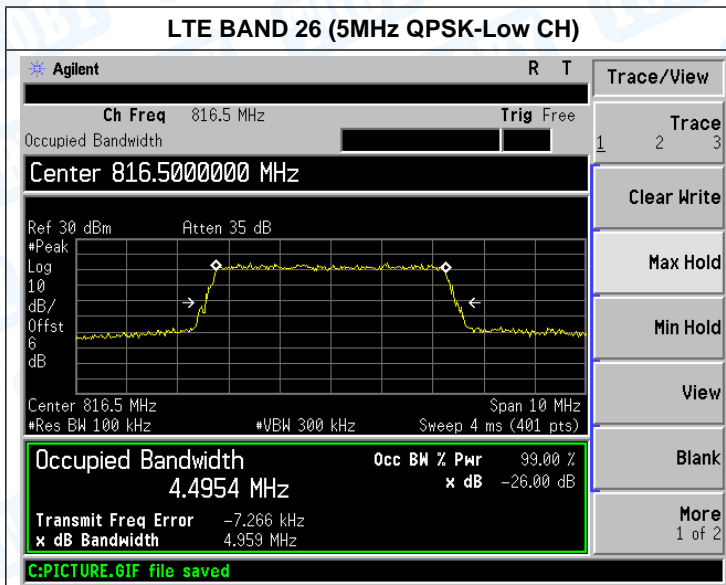 LTE BAND 26 (5MHz QPSK-Low CH)
Agilent R T
Ch Freq 816.5 MHz Trig Free
Occupied Bandwidth
Center 816.5000000 MHz
Ref 30 dBm Atten 35 dB
#Peak
Log
10
dB/
Offst
6
dB
Center 816.5 MHz Span 10 MHz
#Res BW 100 kHz #VBW 300 kHz Sweep 4 ms (401 pts)
Occupied Bandwidth Occ BW % Pwr 99.00 %
4.4954 MHz x dB -26.00 dB
Transmit Freq Error -7.266 kHz
x dB Bandwidth 4.959 MHz
C:PICTURE.GIF file saved
Trace/View
Trace
1 2 3
Clear Write
Max Hold
Min Hold
View
Blank
More
1 of 2